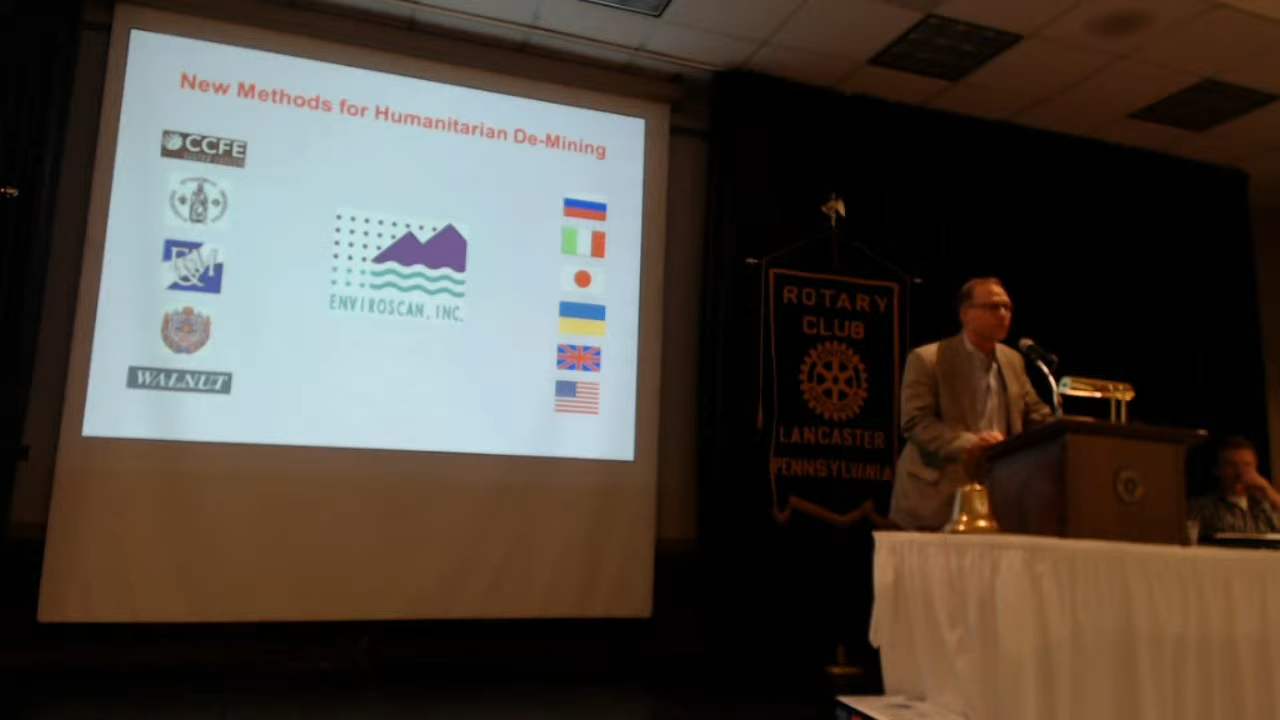 New Methods for Humanitarian De-Mining
CCFE
F&M
WALNUT
ENVIROSCAN, INC.
ROTARY
CLUB
LANCASTER
PENNSYLVANIA